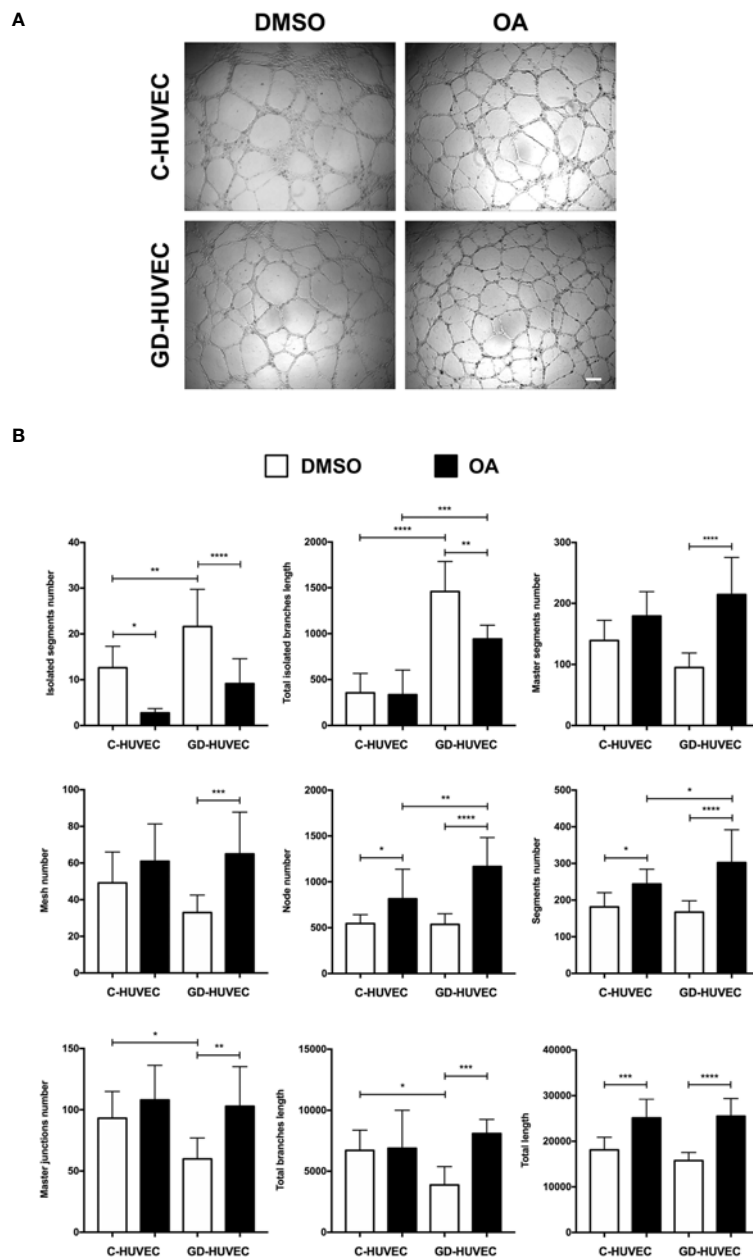 A
DMSO OA
C-HUVEC
GD-HUVEC
B
DMSO OA
Isolated segments number
40
30
20
10
0
** ****
*
C-HUVEC GD-HUVEC
Total isolated branches length
2000
1500
1000
500
0
***
****
**
C-HUVEC GD-HUVEC
Master segments number
300
200
100
0
****
C-HUVEC GD-HUVEC
Mesh number
100
80
60
40
20
0
***
C-HUVEC GD-HUVEC
Node number
2000
1500
1000
500
0
**
* ****
C-HUVEC GD-HUVEC
Segments number
500
400
300
200
100
0
*
* ****
C-HUVEC GD-HUVEC
Master junctions number
150
100
50
0
* **
C-HUVEC GD-HUVEC
Total branches length
15000
10000
5000
0
* ***
C-HUVEC GD-HUVEC
Total length
40000
30000
20000
10000
0
*** ****
C-HUVEC GD-HUVEC